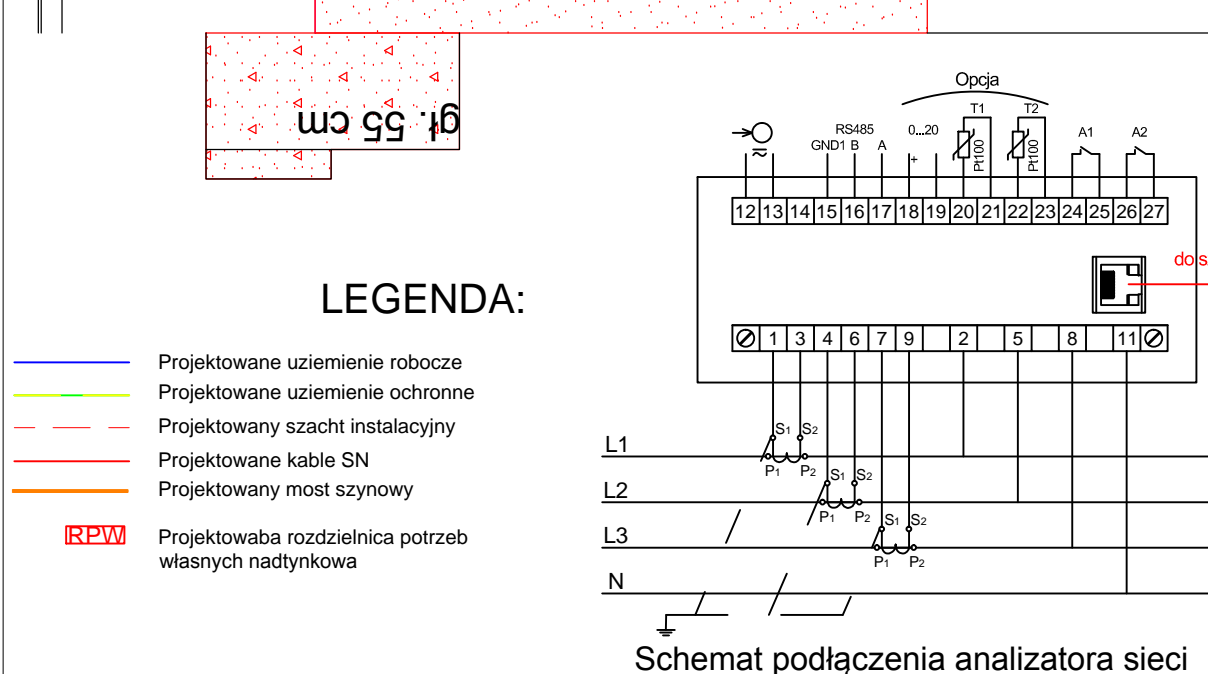 gł. 55 cm
Opcja
T1 T2
RS485 0...20 A1 A2
GND1 B A
+
Pt100 Pt100
12 13 14 15 16 17 18 19 20 21 22 23 24 25 26 27
do s
LEGENDA:
1 3 4 6 7 9 2 5 8 11
Projektowane uziemienie robocze
Projektowane uziemienie ochronne
Projektowany szacht instalacyjny
Projektowane kable SN
Projektowany most szynowy
RPW Projektowaba rozdzielnica potrzeb
własnych nadtynkowa
S1 S2
L1
P1 P2
S1 S2
L2
P1 P2
S1 S2
L3
P1 P2
N
Schemat podłączenia analizatora sieci